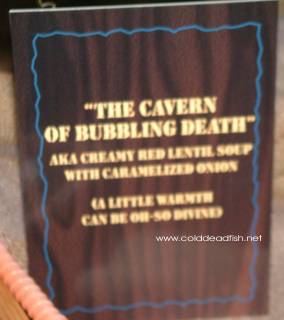 "THE CAVERN
OF BUBBLING DEATH"
AKA CREAMY RED LENTIL SOUP
WITH CARAMELIZED ONION
(A LITTLE WARMTH
CAN BE OH-SO DIVINE)
www.colddeadfish.net